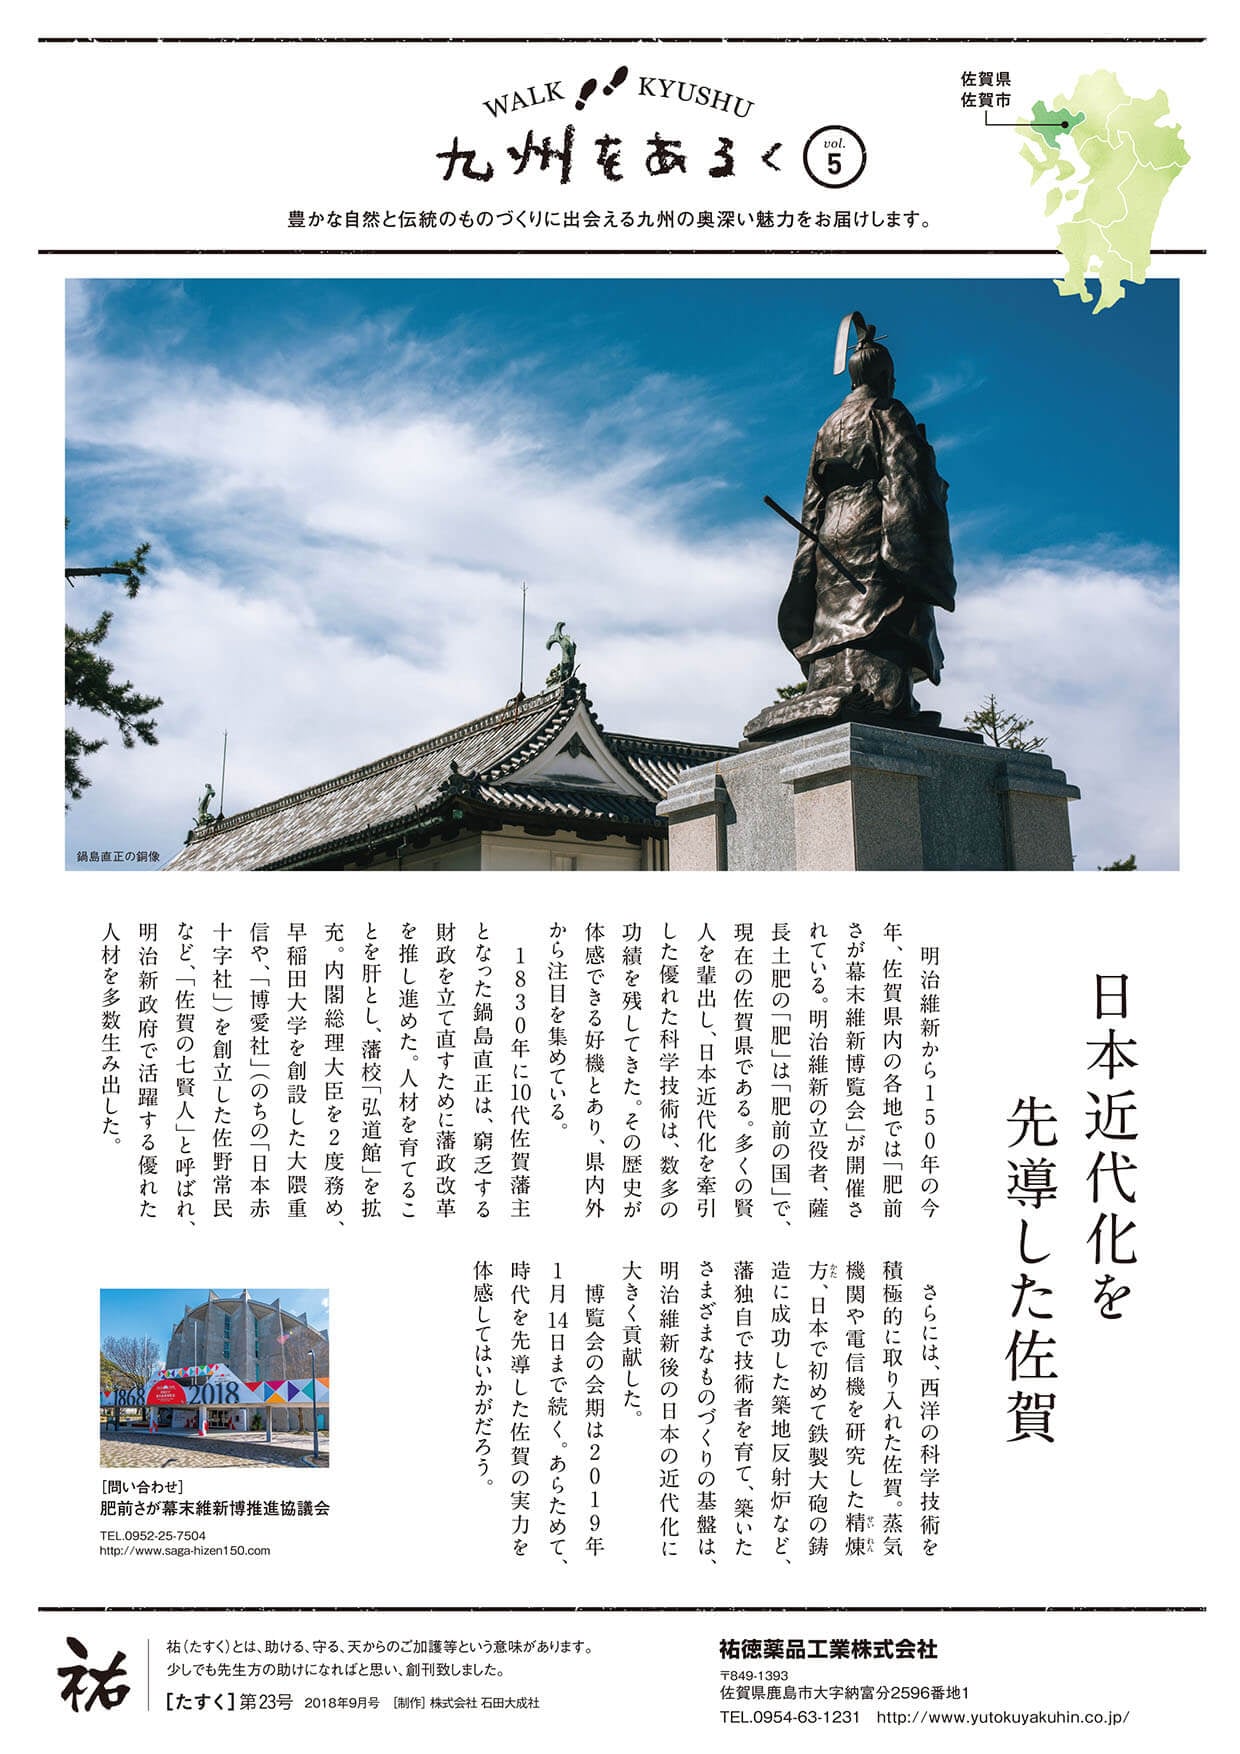 WALK KYUSHU
九州をあるく
vol.
5
豊かな自然と伝統のものづくりに出会える九州の奥深い魅力をお届けします。
佐賀県
佐賀市
鍋島直正の銅像
日本近代化を
先導した佐賀
明治維新から150年の今
年、佐賀県内の各地では「肥前
さが幕末維新博覧会」が開催さ
れている。明治維新の立役者、薩
長土肥の「肥」は「肥前の国」で、
現在の佐賀県である。多くの賢
人を輩出し、日本近代化を牽引
した優れた科学技術は、数多の
功績を残してきた。その歴史が
体感できる好機とあり、県内外
から注目を集めている。
1830年に10代佐賀藩主
となった鍋島直正は、窮乏する
財政を立て直すために藩政改革
を推し進めた。人材を育てるこ
とを肝とし、藩校「弘道館」を拡
充。内閣総理大臣を2度務め、
早稲田大学を創設した大隈重
信や、「博愛社」（のちの「日本赤
十字社」）を創立した佐野常民
など、「佐賀の七賢人」と呼ばれ、
明治新政府で活躍する優れた
人材を多数生み出した。
さらには、西洋の科学技術を
積極的に取り入れた佐賀。蒸気
機関や電信機を研究した精煉
せいれん
方、日本で初めて鉄製大砲の鋳
かた
造に成功した築地反射炉など、
藩独自で技術者を育て、築いた
さまざまなものづくりの基盤は、
明治維新後の日本の近代化に
大きく貢献した。
博覧会の会期は2019年
1月14日まで続く。あらためて、
時代を先導した佐賀の実力を
体感してはいかがだろう。
1868 2018
［問い合わせ］
肥前さが幕末維新博推進協議会
TEL.0952-25-7504
http://www.saga-hizen150.com
祐
祐（たすく）とは、助ける、守る、天からのご加護等という意味があります。
少しでも先生方の助けになればと思い、創刊致しました。
［たすく］第23号 2018年9月号 ［制作］株式会社 石田大成社
祐徳薬品工業株式会社
〒849-1393
佐賀県鹿島市大字納富分2596番地1
TEL.0954-63-1231 http://www.yutokuyakuhin.co.jp/